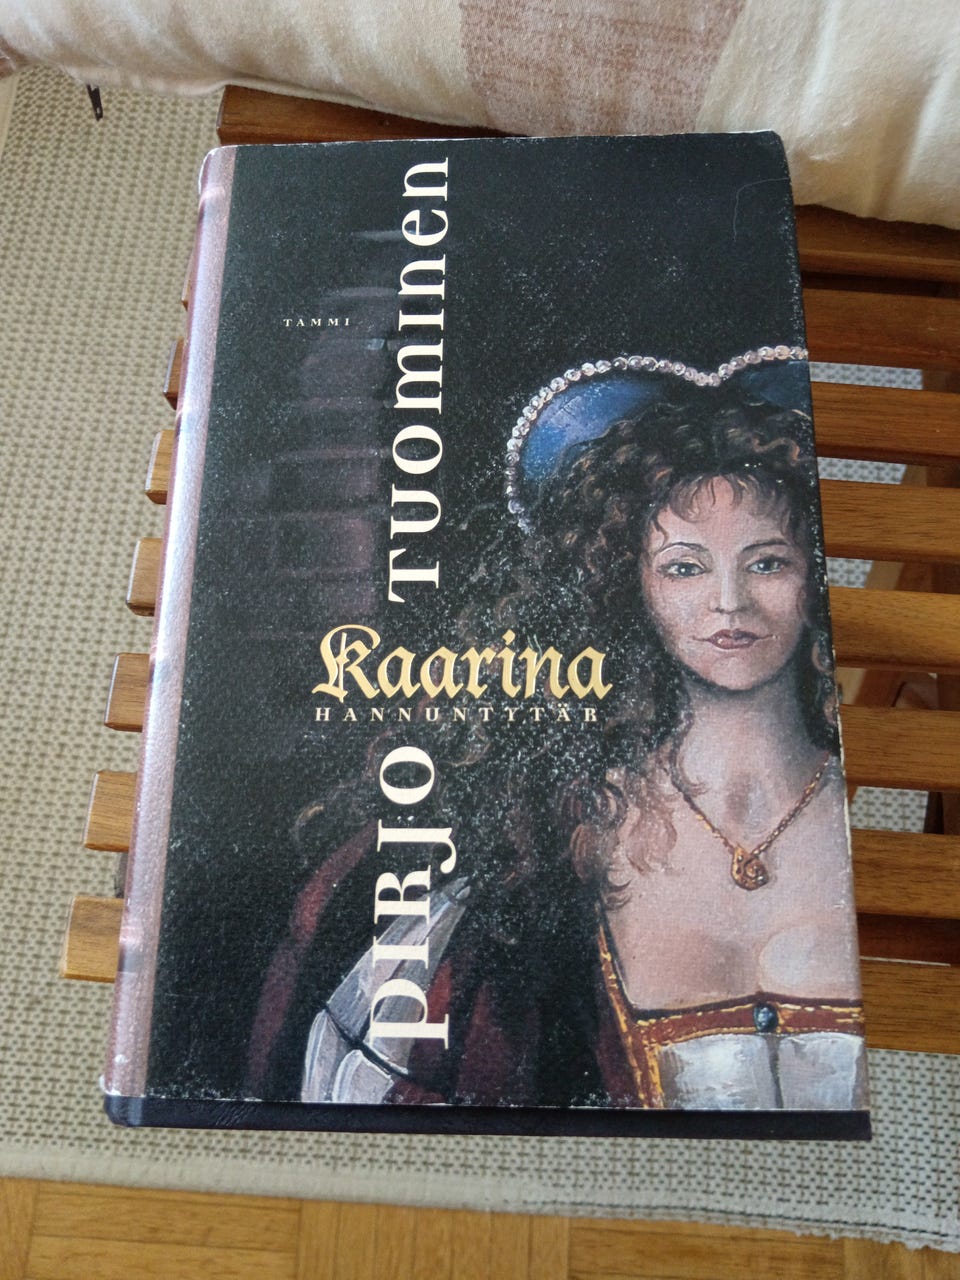 TAMMI
PIRJO TUOMINEN
Kaarina
HANNUNTYTÄR